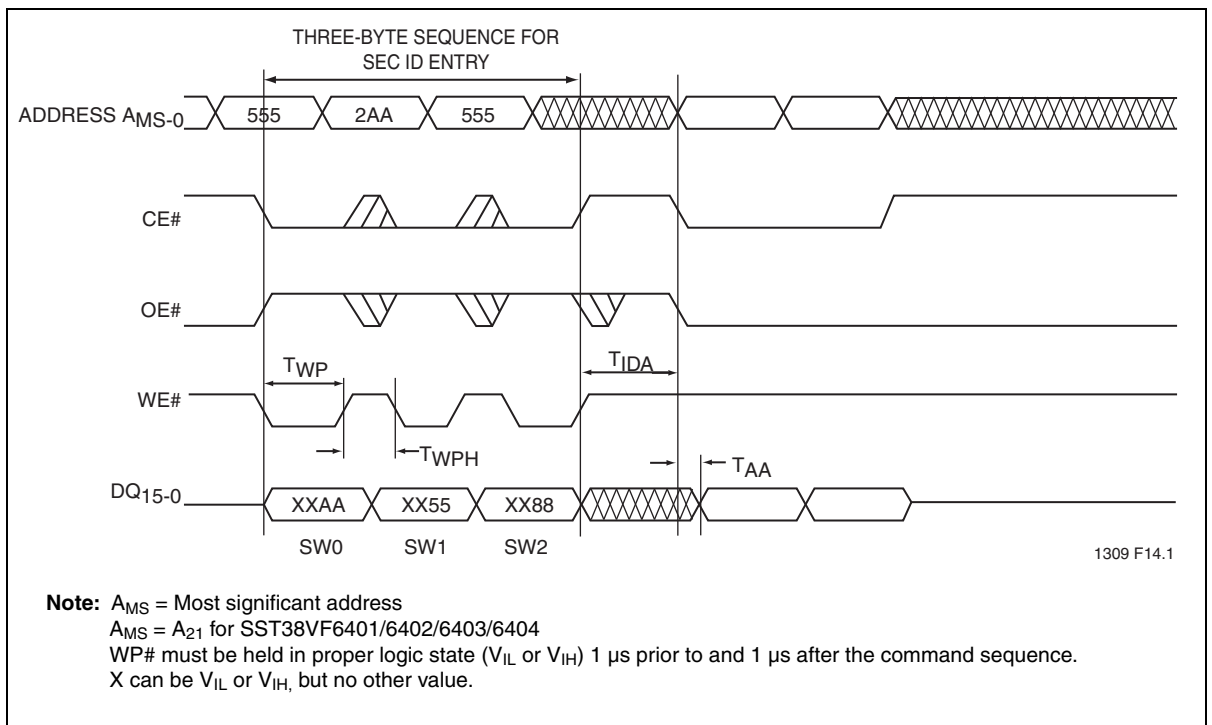 THREE-BYTE SEQUENCE FOR
SEC ID ENTRY
ADDRESS AMS-0
555
2AA
555
CE#
OE#
TWP
TIDA
WE#
TWPH
TAA
DQ15-0
XXAA
XX55
XX88
SW0
SW1
SW2
1309 F14.1
Note: AMS = Most significant address
AMS = A21 for SST38VF6401/6402/6403/6404
WP# must be held in proper logic state (VIL or VIH) 1 µs prior to and 1 µs after the command sequence.
X can be VIL or VIH, but no other value.